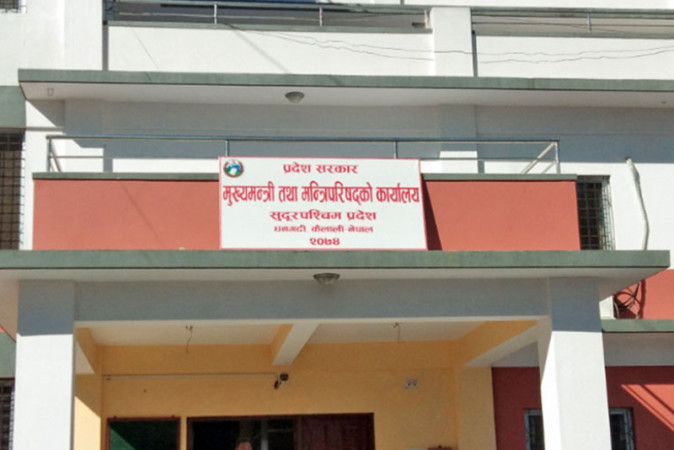 प्रदेश सरकार
मुख्यमन्त्री तथा मन्त्रिपरिषद्को कार्यालय
सुदूरपश्चिम प्रदेश
धनगढी, कैलाली नेपाल
२०७४